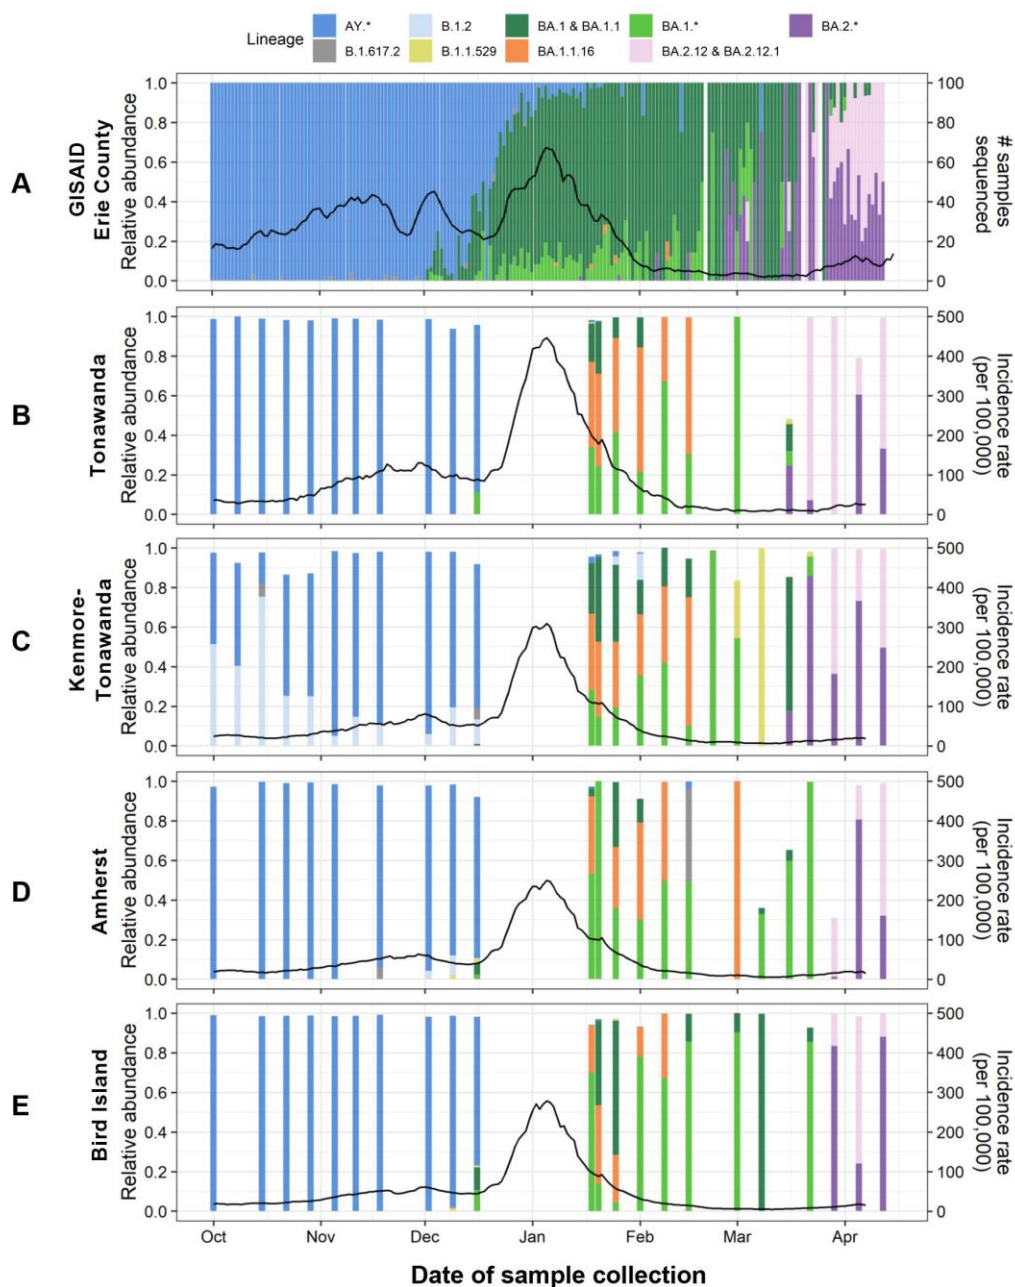 Lineage
AY.* B.1.2 BA.1 & BA.1.1 BA.1.* BA.2.*
B.1.617.2 B.1.1.529 BA.1.1.16 BA.2.12 & BA.2.12.1
A
GISAID
Erie County
Relative abundance
1.0
0.8
0.6
0.4
0.2
0.0
100
80
60
40
20
0
# samples
sequenced
B
Tonawanda
Relative abundance
1.0
0.8
0.6
0.4
0.2
0.0
500
400
300
200
100
0
Incidence rate
(per 100,000)
C
Kenmore-
Tonawanda
Relative abundance
1.0
0.8
0.6
0.4
0.2
0.0
500
400
300
200
100
0
Incidence rate
(per 100,000)
D
Amherst
Relative abundance
1.0
0.8
0.6
0.4
0.2
0.0
500
400
300
200
100
0
Incidence rate
(per 100,000)
E
Bird Island
Relative abundance
1.0
0.8
0.6
0.4
0.2
0.0
500
400
300
200
100
0
Incidence rate
(per 100,000)
Oct Nov Dec Jan Feb Mar Apr
Date of sample collection